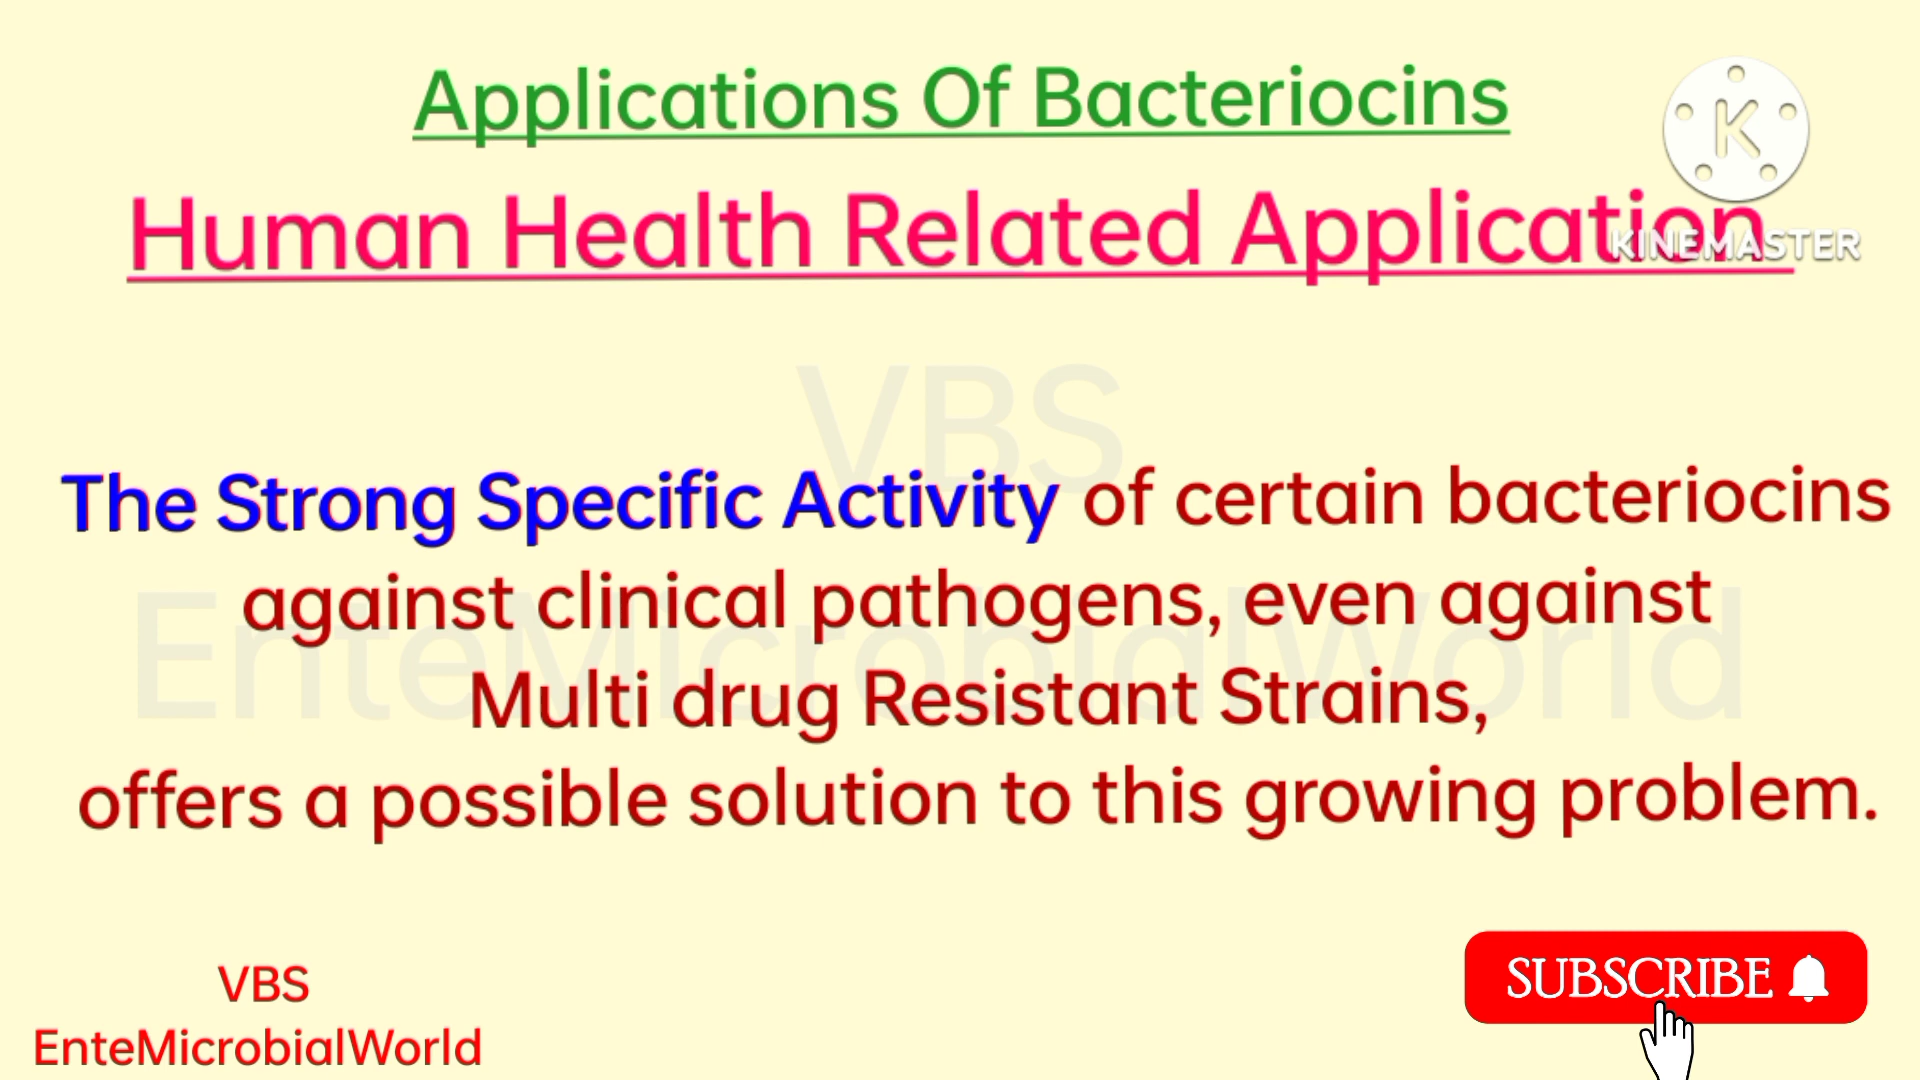 Applications Of Bacteriocins
Human Health Related Application
K
KINEMASTER
VBS
The Strong Specific Activity of certain bacteriocins
against clinical pathogens, even against
EnteMicrobialWorld
Multi drug Resistant Strains,
offers a possible solution to this growing problem.
SUBSCRIBE
VBS
EnteMicrobialWorld